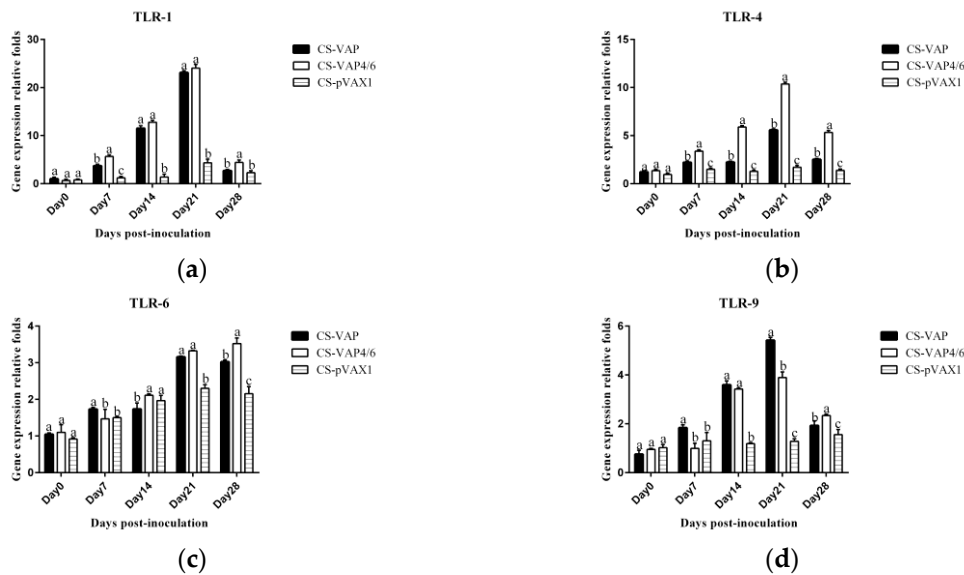 TLR-1
Gene expression relative folds
30
20
10
0
a a a
b a c
a a b
a a b
b a b
Day0 Day7 Day14 Day21 Day28
Days post-inoculation
CS-VAP
CS-VAP4/6
CS-pVAX1
(a)
TLR-4
Gene expression relative folds
15
10
5
0
a a a
b a c
b a c
b a c
b a c
Day0 Day7 Day14 Day21 Day28
Days post-inoculation
CS-VAP
CS-VAP4/6
CS-pVAX1
(b)
TLR-6
Gene expression relative folds
4
3
2
1
0
a a a
a b b
b a a
a a b
b a c
Day0 Day7 Day14 Day21 Day28
Days post-inoculation
CS-VAP
CS-VAP4/6
CS-pVAX1
(c)
TLR-9
Gene expression relative folds
6
4
2
0
a a a
a b b
a a b
a b c
b a c
Day0 Day7 Day14 Day21 Day28
Days post-inoculation
CS-VAP
CS-VAP4/6
CS-pVAX1
(d)